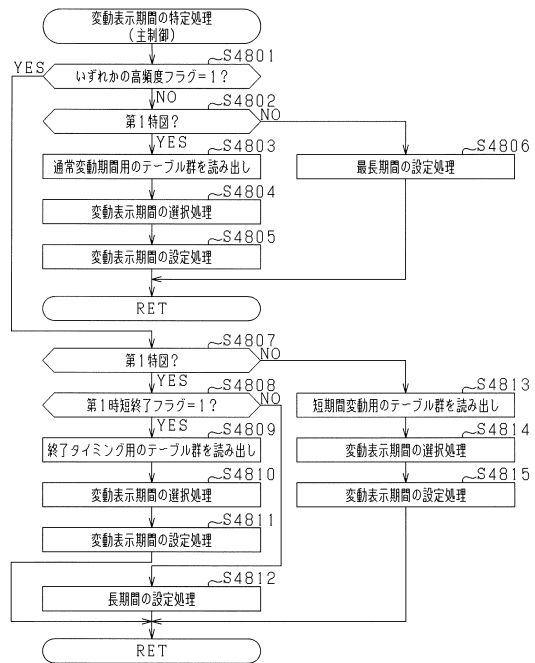 変動表示期間の特定処理
(主制御)
S4801
YES
いずれかの高頻度フラグ=1?
NO
S4802
第1特図?
NO
YES
S4803
通常変動期間用のテーブル群を読み出し
S4806
最長期間の設定処理
S4804
変動表示期間の選択処理
S4805
変動表示期間の設定処理
RET
S4807
第1特図?
NO
YES
S4808
第1時短終了フラグ=1?
NO
YES
S4813
短期間変動用のテーブル群を読み出し
S4809
終了タイミング用のテーブル群を読み出し
S4814
変動表示期間の選択処理
S4810
変動表示期間の選択処理
S4815
変動表示期間の設定処理
S4811
変動表示期間の設定処理
S4812
長期間の設定処理
RET